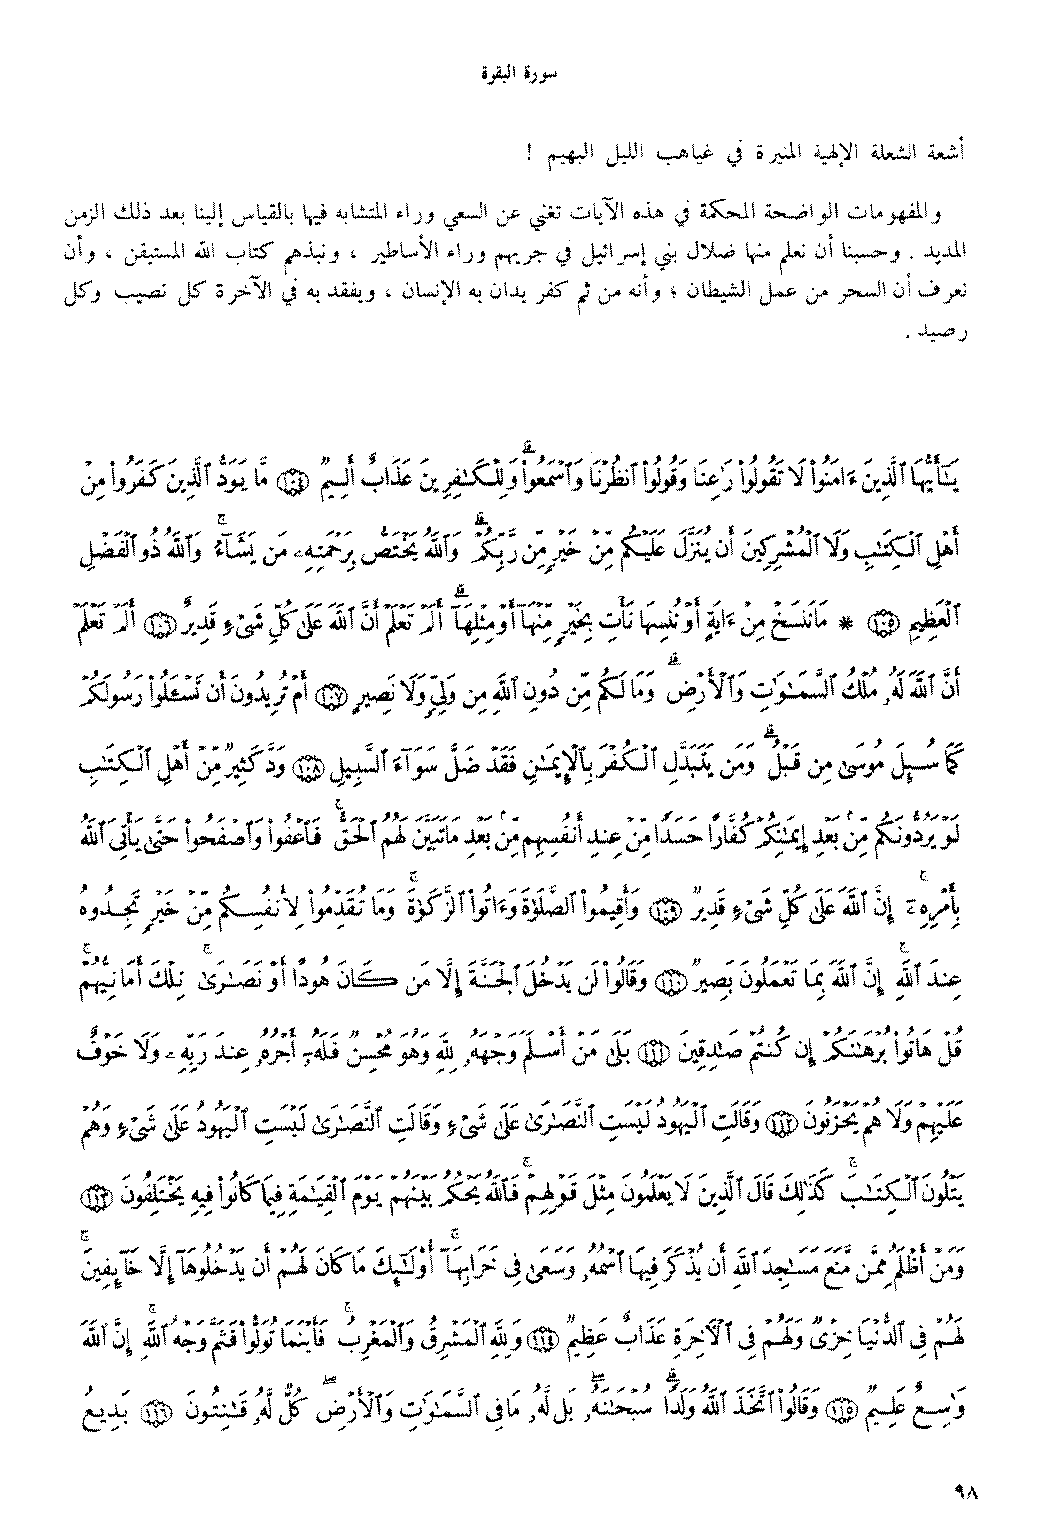 سورة البقرة
أشعة الشعلة الإلهية المنيرة في غياهب الليل البهيم !
والمفهومات الواضحة المحكمة في هذه الآيات تغني عن السعي وراء المتشابه فيها بالقياس إلينا بعد ذلك الزمن
المديد . وحسبنا أن نعلم منها ضلال بني إسرائيل في جريهم وراء الأساطير ، ونبذهم كتاب الله المستيقن ، وأن
نعرف أن السحر من عمل الشيطان ؛ وأنه من ثم كفر يدان به الإنسان ، ويفقد به في الآخرة كل نصيب وكل
رصيد .
يَٰٓأَيُّهَا ٱلَّذِينَ ءَامَنُوا۟ لَا تَقُولُوا۟ رَٰعِنَا وَقُولُوا۟ ٱنظُرْنَا وَٱسْمَعُوا۟ ۗ وَلِلْكَٰفِرِينَ عَذَابٌ أَلِيمٌ ﴿١٠٤﴾ مَّا يَوَدُّ ٱلَّذِينَ كَفَرُوا۟ مِنْ
أَهْلِ ٱلْكِتَٰبِ وَلَا ٱلْمُشْرِكِينَ أَن يُنَزَّلَ عَلَيْكُم مِّنْ خَيْرٍ مِّن رَّبِّكُمْ ۗ وَٱللَّهُ يَخْتَصُّ بِرَحْمَتِهِۦ مَن يَشَآءُ ۚ وَٱللَّهُ ذُو ٱلْفَضْلِ
ٱلْعَظِيمِ ﴿١٠٥﴾ * مَا نَنسَخْ مِنْ ءَايَةٍ أَوْ نُنسِهَا نَأْتِ بِخَيْرٍ مِّنْهَآ أَوْ مِثْلِهَآ ۗ أَلَمْ تَعْلَمْ أَنَّ ٱللَّهَ عَلَىٰ كُلِّ شَىْءٍ قَدِيرٌ ﴿١٠٦﴾ أَلَمْ تَعْلَمْ
أَنَّ ٱللَّهَ لَهُۥ مُلْكُ ٱلسَّمَٰوَٰتِ وَٱلْأَرْضِ ۗ وَمَا لَكُم مِّن دُونِ ٱللَّهِ مِن وَلِىٍّ وَلَا نَصِيرٍ ﴿١٠٧﴾ أَمْ تُرِيدُونَ أَن تَسْـَٔلُوا۟ رَسُولَكُمْ
كَمَا سُئِلَ مُوسَىٰ مِن قَبْلُ ۗ وَمَن يَتَبَدَّلِ ٱلْكُفْرَ بِٱلْإِيمَٰنِ فَقَدْ ضَلَّ سَوَآءَ ٱلسَّبِيلِ ﴿١٠٨﴾ وَدَّ كَثِيرٌ مِّنْ أَهْلِ ٱلْكِتَٰبِ
لَوْ يَرُدُّونَكُم مِّنۢ بَعْدِ إِيمَٰنِكُمْ كُفَّارًا حَسَدًا مِّنْ عِندِ أَنفُسِهِم مِّنۢ بَعْدِ مَا تَبَيَّنَ لَهُمُ ٱلْحَقُّ ۖ فَٱعْفُوا۟ وَٱصْفَحُوا۟ حَتَّىٰ يَأْتِىَ ٱللَّهُ
بِأَمْرِهِۦٓ ۚ إِنَّ ٱللَّهَ عَلَىٰ كُلِّ شَىْءٍ قَدِيرٌ ﴿١٠٩﴾ وَأَقِيمُوا۟ ٱلصَّلَوٰةَ وَءَاتُوا۟ ٱلزَّكَوٰةَ ۚ وَمَا تُقَدِّمُوا۟ لِأَنفُسِكُم مِّنْ خَيْرٍ تَجِدُوهُ
عِندَ ٱللَّهِ ۚ إِنَّ ٱللَّهَ بِمَا تَعْمَلُونَ بَصِيرٌ ﴿١١٠﴾ وَقَالُوا۟ لَن يَدْخُلَ ٱلْجَنَّةَ إِلَّا مَن كَانَ هُودًا أَوْ نَصَٰرَىٰ ۚ تِلْكَ أَمَانِيُّهُمْ ۚ
قُلْ هَاتُوا۟ بُرْهَٰنَكُمْ إِن كُنتُمْ صَٰدِقِينَ ﴿١١١﴾ بَلَىٰ مَنْ أَسْلَمَ وَجْهَهُۥ لِلَّهِ وَهُوَ مُحْسِنٌ فَلَهُۥٓ أَجْرُهُۥ عِندَ رَبِّهِۦ وَلَا خَوْفٌ
عَلَيْهِمْ وَلَا هُمْ يَحْزَنُونَ ﴿١١٢﴾ وَقَالَتِ ٱلْيَهُودُ لَيْسَتِ ٱلنَّصَٰرَىٰ عَلَىٰ شَىْءٍ وَقَالَتِ ٱلنَّصَٰرَىٰ لَيْسَتِ ٱلْيَهُودُ عَلَىٰ شَىْءٍ وَهُمْ
يَتْلُونَ ٱلْكِتَٰبَ ۚ كَذَٰلِكَ قَالَ ٱلَّذِينَ لَا يَعْلَمُونَ مِثْلَ قَوْلِهِمْ ۚ فَٱللَّهُ يَحْكُمُ بَيْنَهُمْ يَوْمَ ٱلْقِيَٰمَةِ فِيمَا كَانُوا۟ فِيهِ يَخْتَلِفُونَ ﴿١١٣﴾
وَمَنْ أَظْلَمُ مِمَّن مَّنَعَ مَسَٰجِدَ ٱللَّهِ أَن يُذْكَرَ فِيهَا ٱسْمُهُۥ وَسَعَىٰ فِى خَرَابِهَآ ۚ أُو۟لَٰٓئِكَ مَا كَانَ لَهُمْ أَن يَدْخُلُوهَآ إِلَّا خَآئِفِينَ ۚ
لَهُمْ فِى ٱلدُّنْيَا خِزْىٌ وَلَهُمْ فِى ٱلْءَاخِرَةِ عَذَابٌ عَظِيمٌ ﴿١١٤﴾ وَلِلَّهِ ٱلْمَشْرِقُ وَٱلْمَغْرِبُ ۚ فَأَيْنَمَا تُوَلُّوا۟ فَثَمَّ وَجْهُ ٱللَّهِ ۚ إِنَّ ٱللَّهَ
وَٰسِعٌ عَلِيمٌ ﴿١١٥﴾ وَقَالُوا۟ ٱتَّخَذَ ٱللَّهُ وَلَدًا ۗ سُبْحَٰنَهُۥ ۖ بَل لَّهُۥ مَا فِى ٱلسَّمَٰوَٰتِ وَٱلْأَرْضِ ۖ كُلٌّ لَّهُۥ قَٰنِتُونَ ﴿١١٦﴾ بَدِيعُ
٩٨